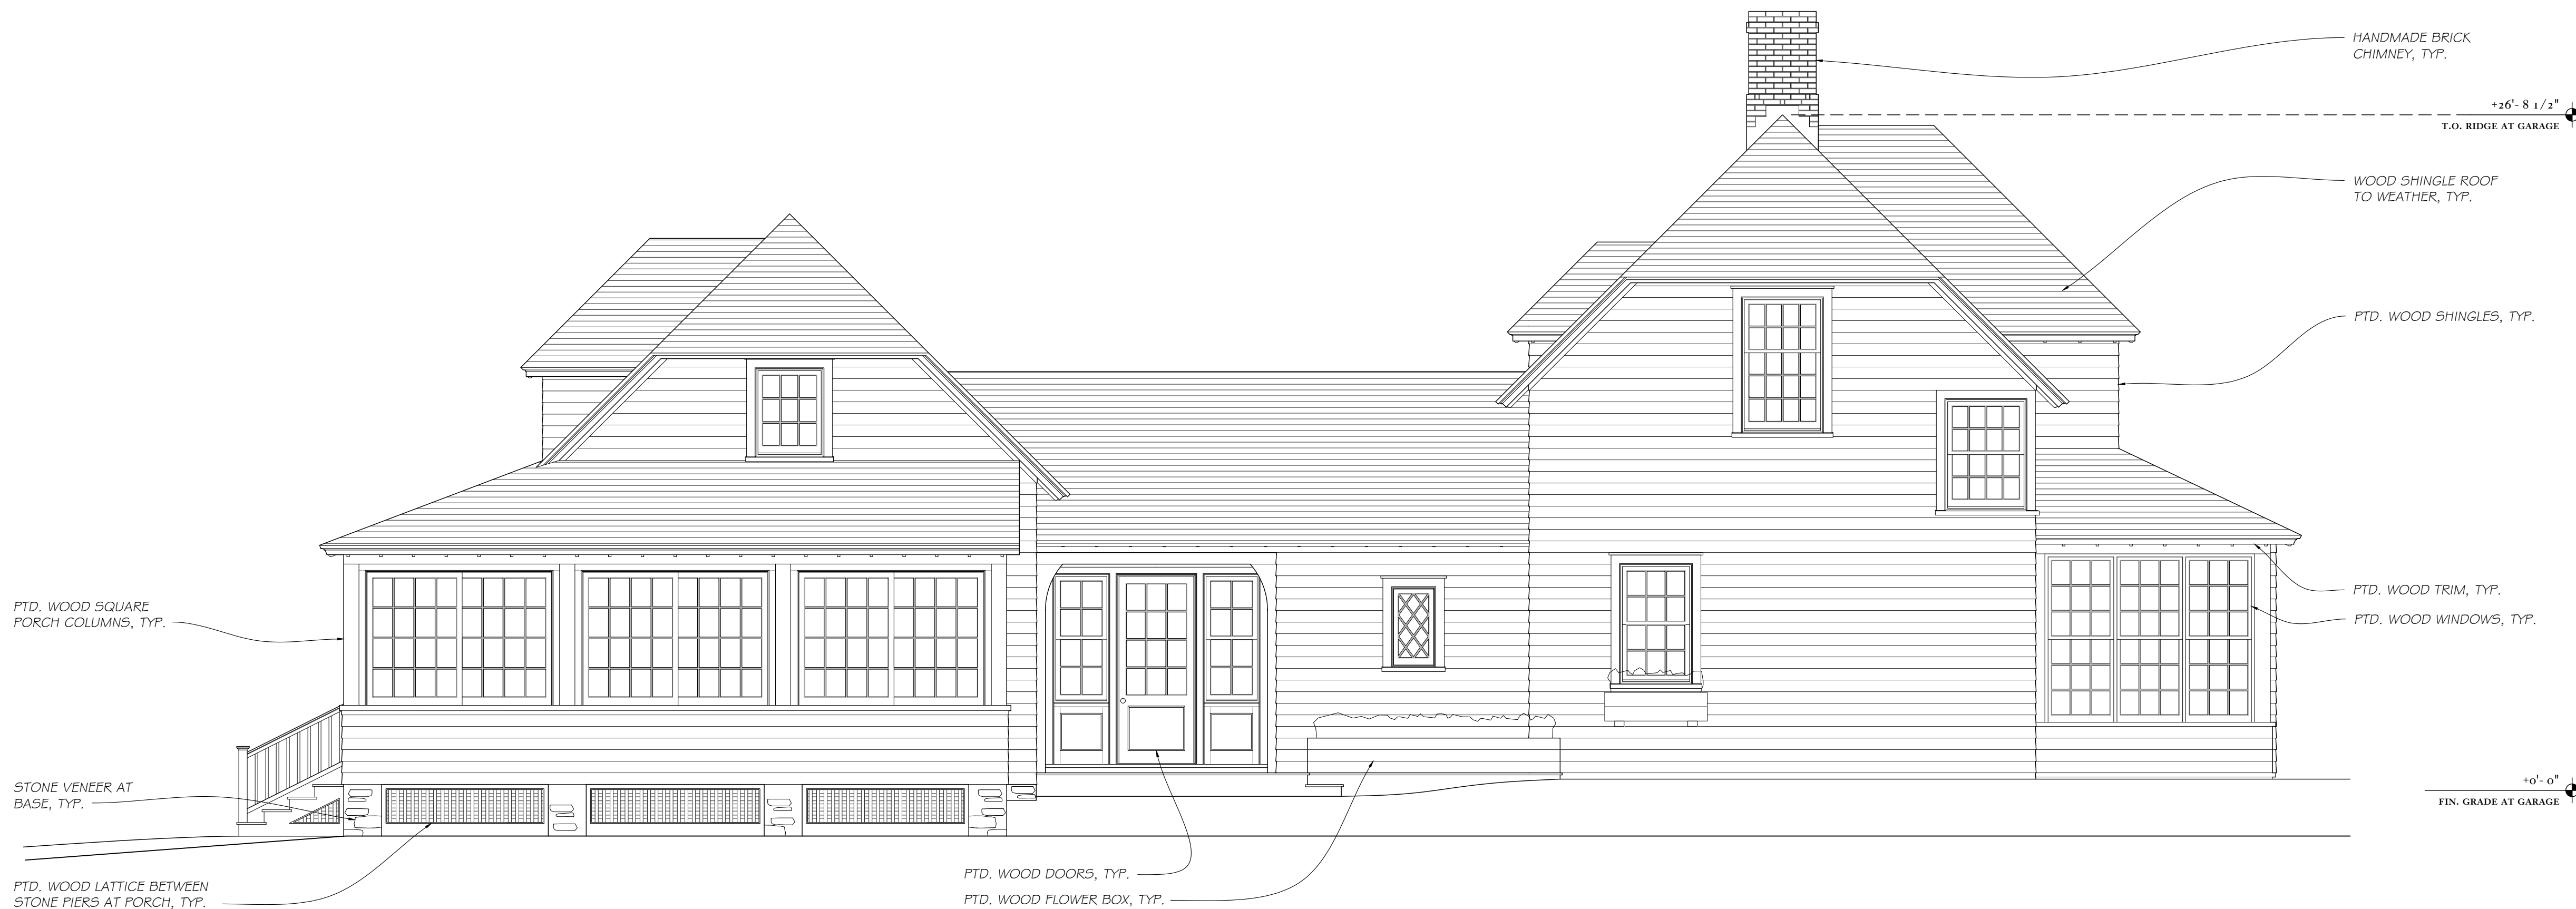 HANDMADE BRICK
CHIMNEY, TYP.
+26'- 8 1/2"
T.O. RIDGE AT GARAGE
WOOD SHINGLE ROOF
TO WEATHER, TYP.
PTD. WOOD SHINGLES, TYP.
PTD. WOOD SQUARE
PORCH COLUMNS, TYP.
PTD. WOOD TRIM, TYP.
PTD. WOOD WINDOWS, TYP.
STONE VENEER AT
BASE, TYP.
+0'- 0"
FIN. GRADE AT GARAGE
PTD. WOOD LATTICE BETWEEN
STONE PIERS AT PORCH, TYP.
PTD. WOOD DOORS, TYP.
PTD. WOOD FLOWER BOX, TYP.